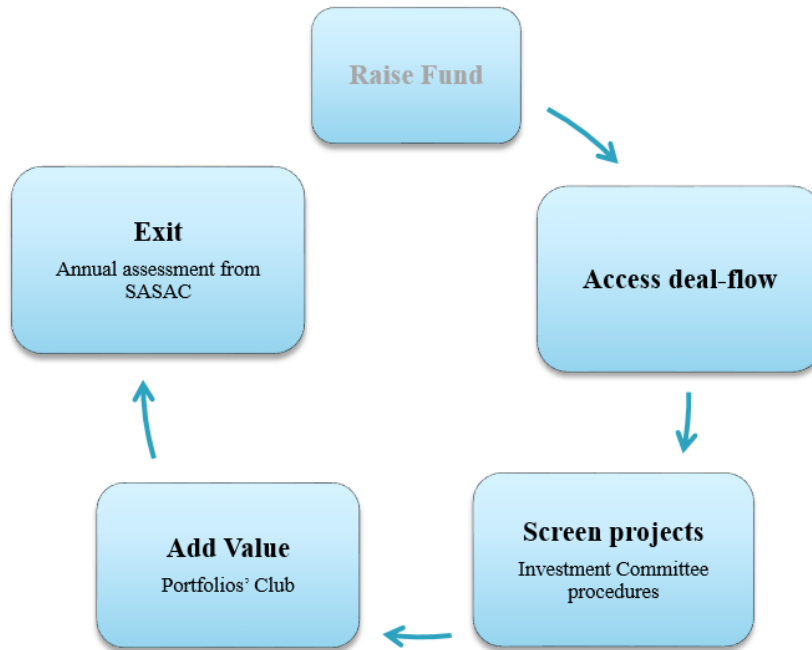 Raise Fund
Access deal-flow
Screen projects
Investment Committee
procedures
Add Value
Portfolios’ Club
Exit
Annual assessment from
SASAC